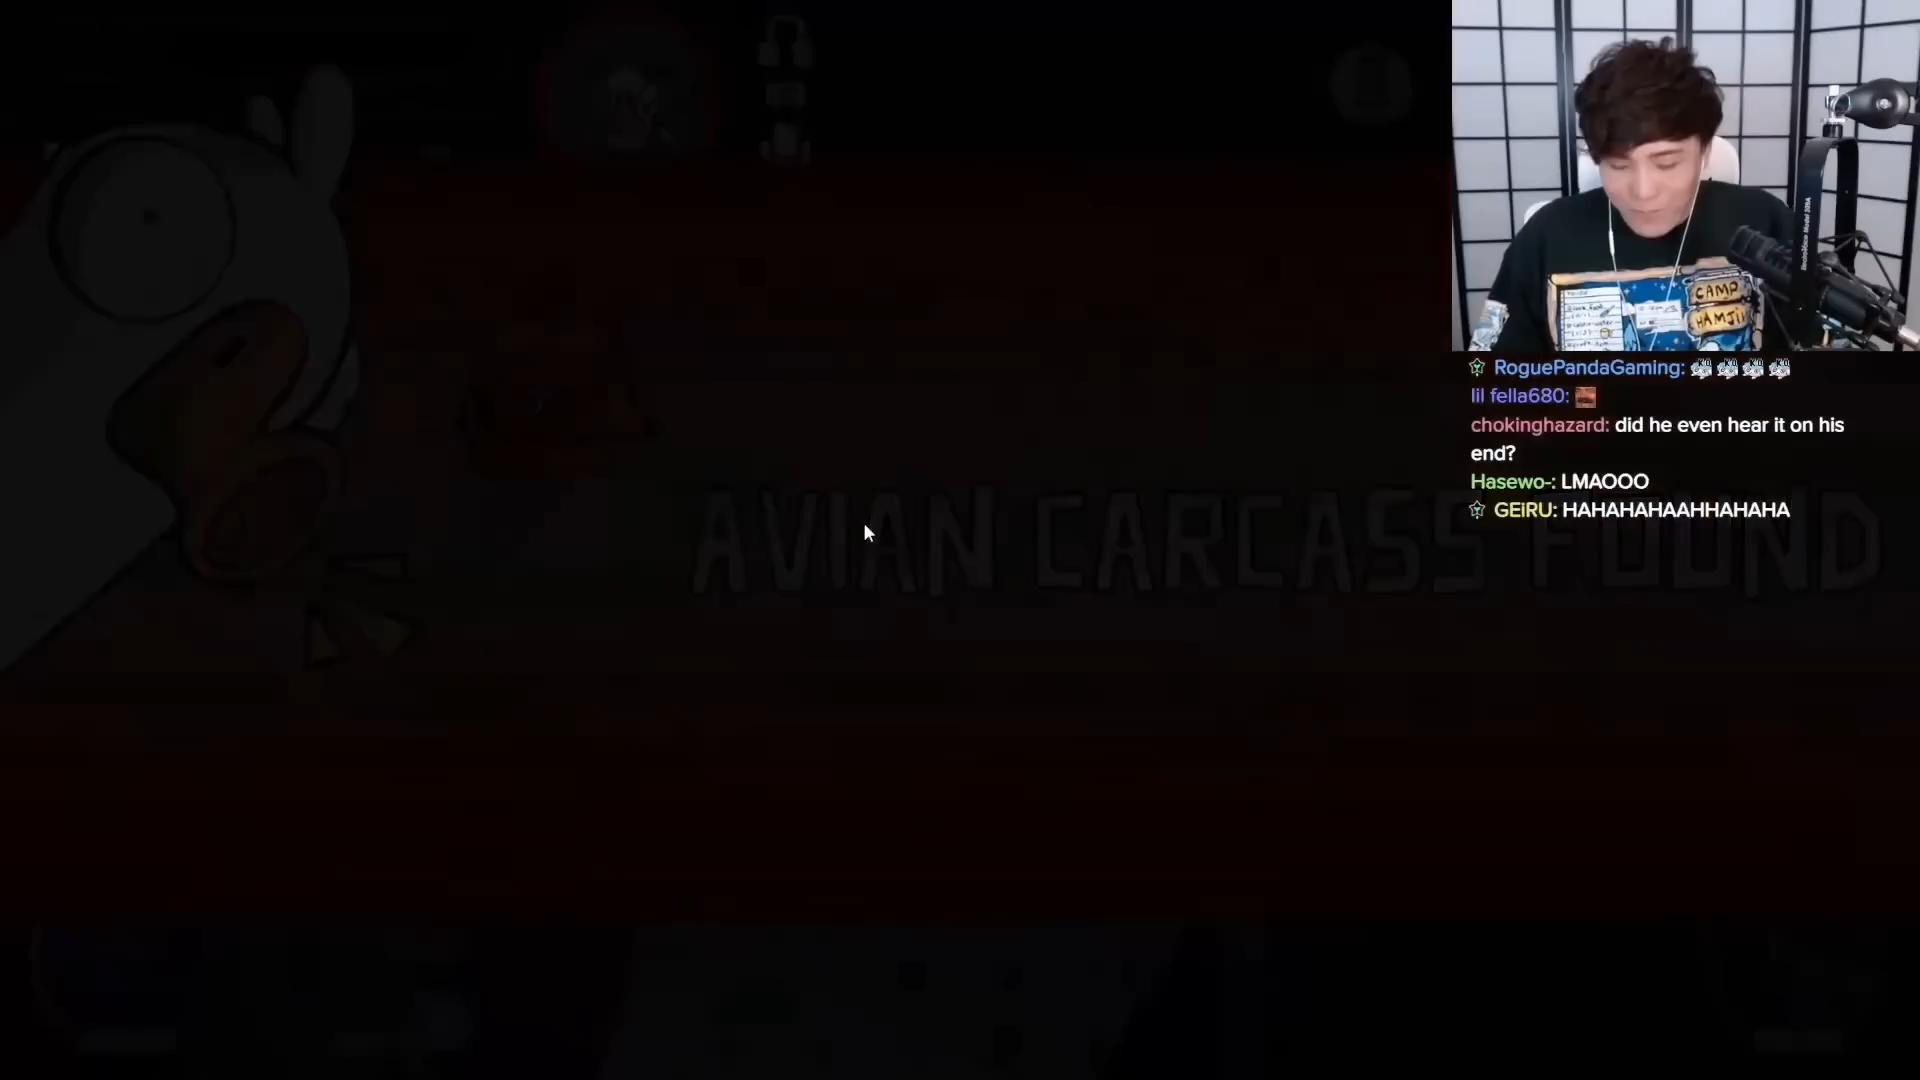 RoguePandaGaming:
lil fella680:
chokinghazard: did he even hear it on his
end?
Hasewo-: LMAOOO
GEiRU: HAHAHAHAAHHAHAHA
AVIAN CARCASS FOUND
CAMP
HAMJII